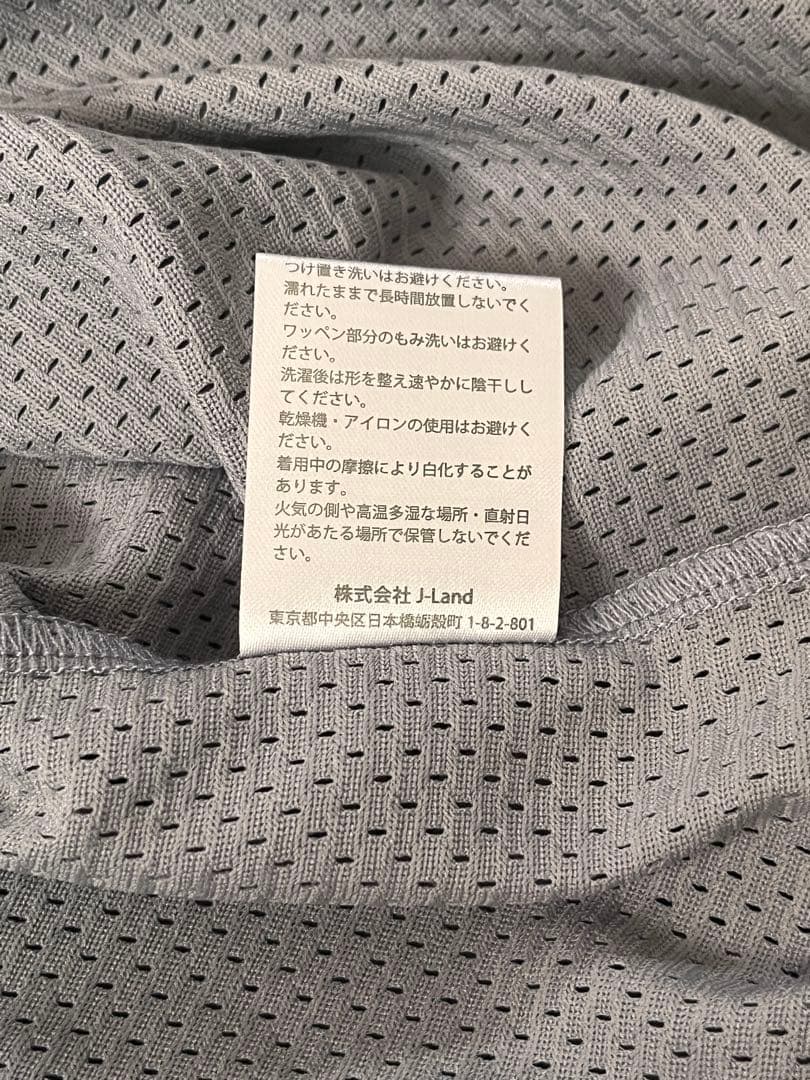 つけ置き洗いはお避けください。
濡れたままで長時間放置しないでく
ださい。
ワッペン部分のもみ洗いはお避けく
ださい。
洗濯後は形を整え速やかに陰干しし
てください。
乾燥機・アイロンの使用はお避けく
ださい。
着用中の摩擦により白化することが
あります。
火気の側や高温多湿な場所・直射日
光があたる場所で保管しないでくだ
さい。
株式会社 J-Land
東京都中央区日本橋蛎殻町 1-8-2-801